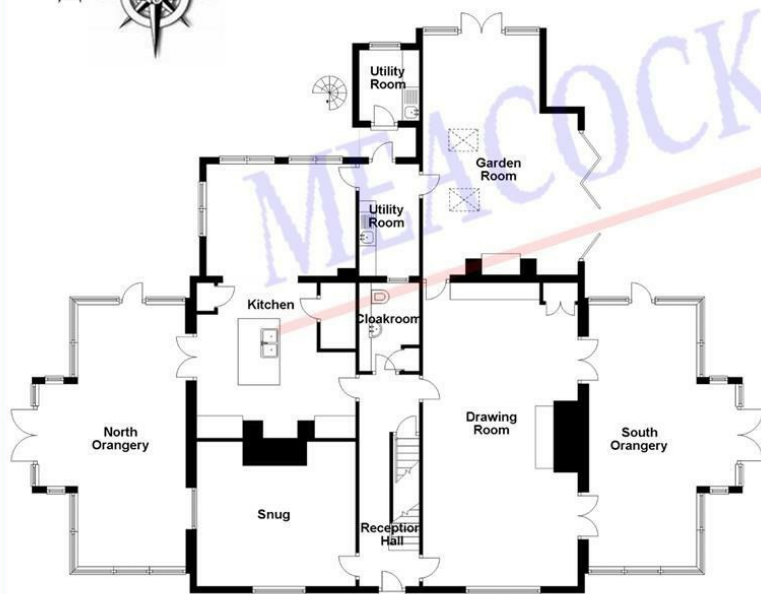 Utility
Room
MEACOCK
Garden
Room
Utility
Room
Kitchen
Cloakroom
North
Orangery
Drawing
Room
South
Orangery
Snug
Reception
Hall